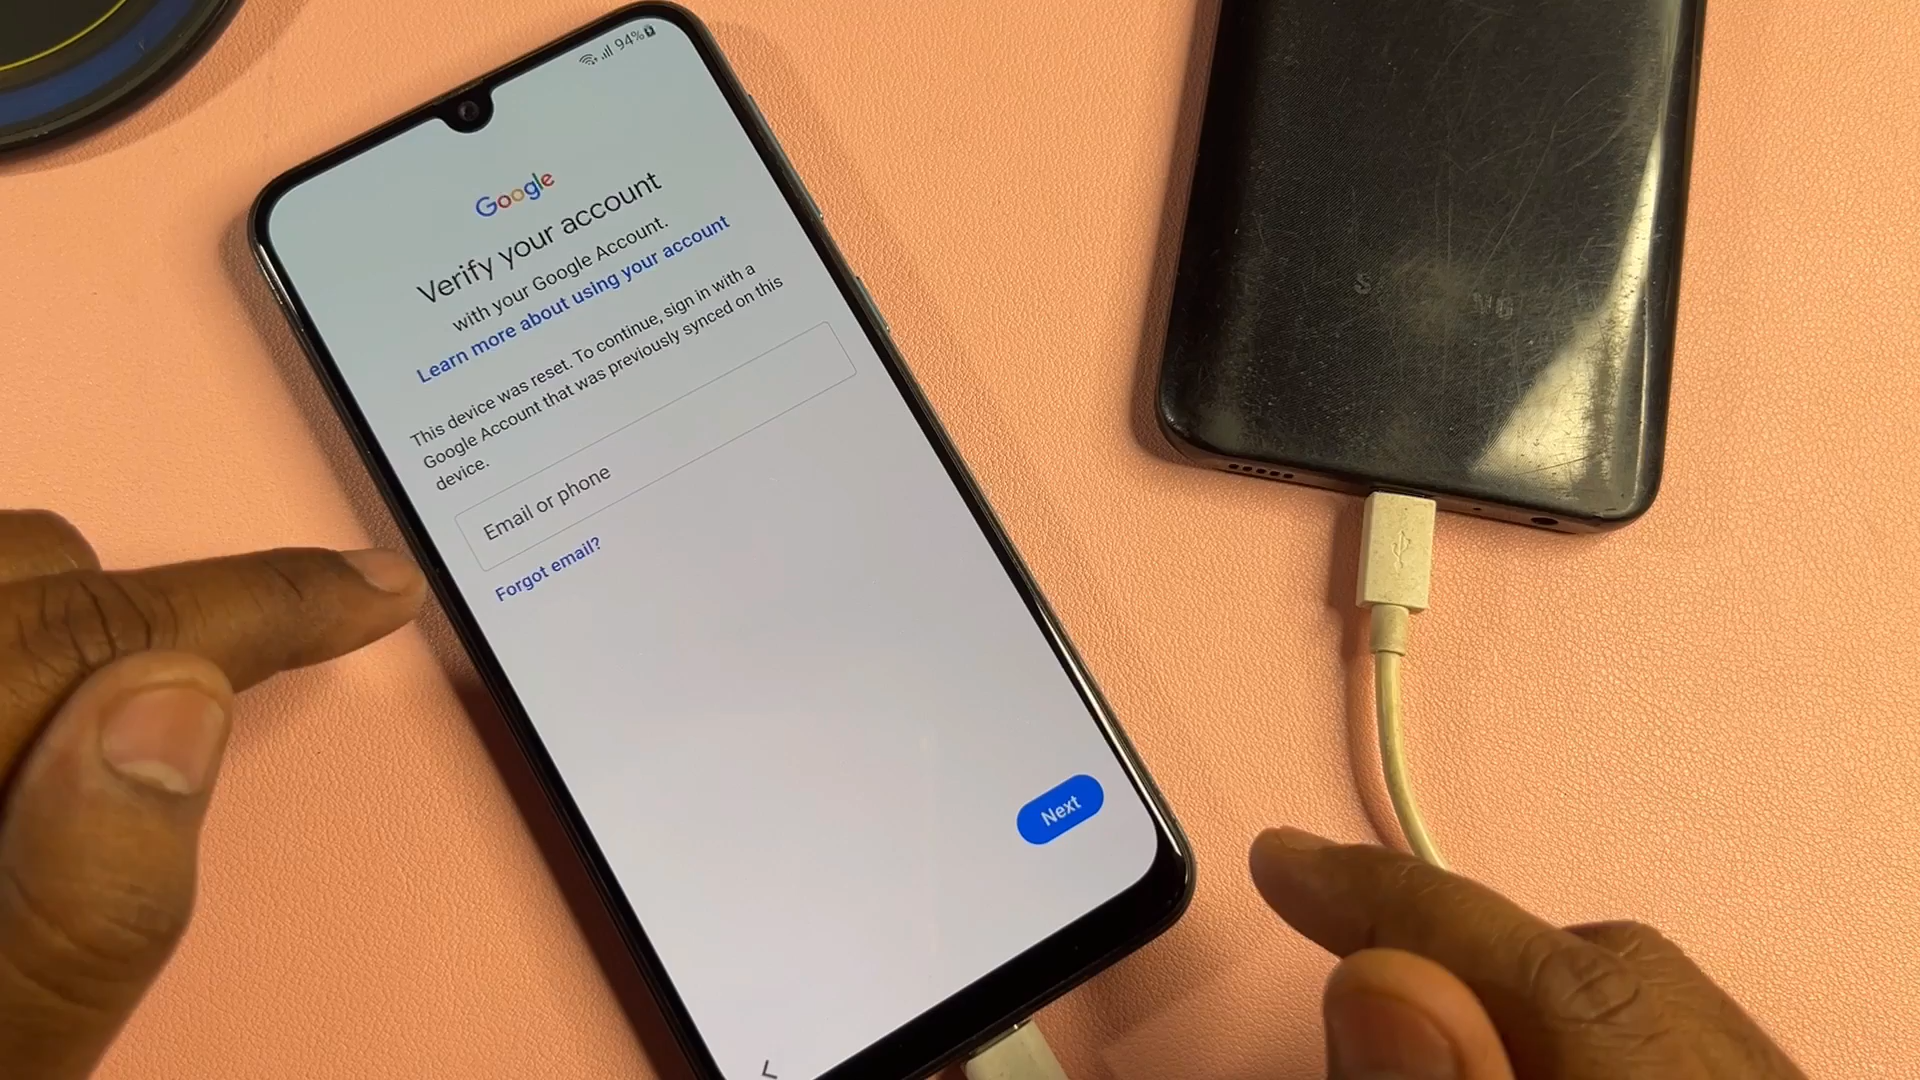 94%
Google
Verify your account
with your Google Account.
Learn more about using your account
This device was reset. To continue, sign in with a
Google Account that was previously synced on this
device.
Email or phone
Forgot email?
Next